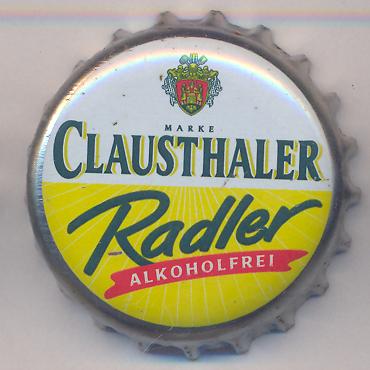 MARKE
CLAUSTHALER
Radler
ALKOHOLFREI